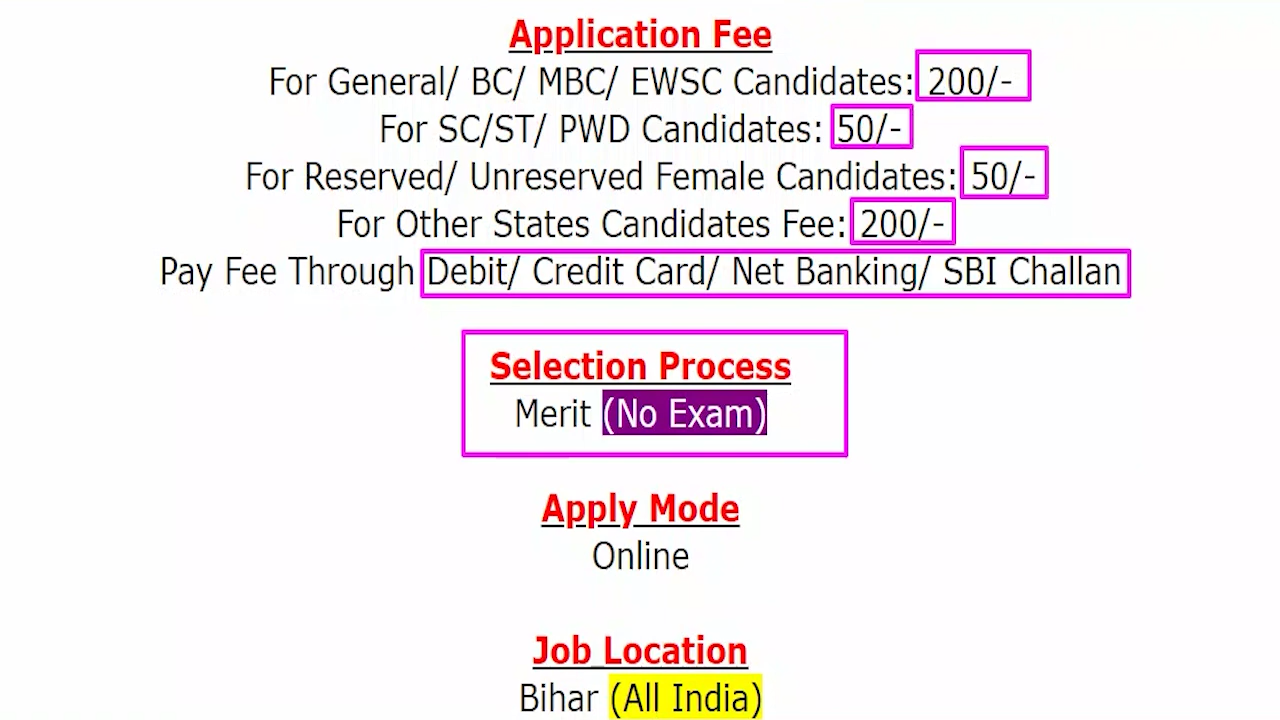 Application Fee
For General/ BC/ MBC/ EWSC Candidates: 200/-
For SC/ST/ PWD Candidates: 50/-
For Reserved/ Unreserved Female Candidates: 50/-
For Other States Candidates Fee: 200/-
Pay Fee Through Debit/ Credit Card/ Net Banking/ SBI Challan
Selection Process
Merit (No Exam)
Apply Mode
Online
Job Location
Bihar (All India)